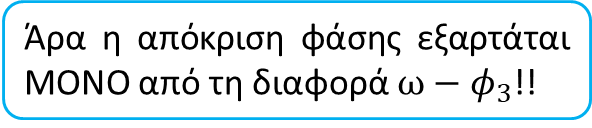 Άρα η απόκριση φάσης εξαρτάται
ΜΟΝΟ από τη διαφορά ω − 𝜙₃!!